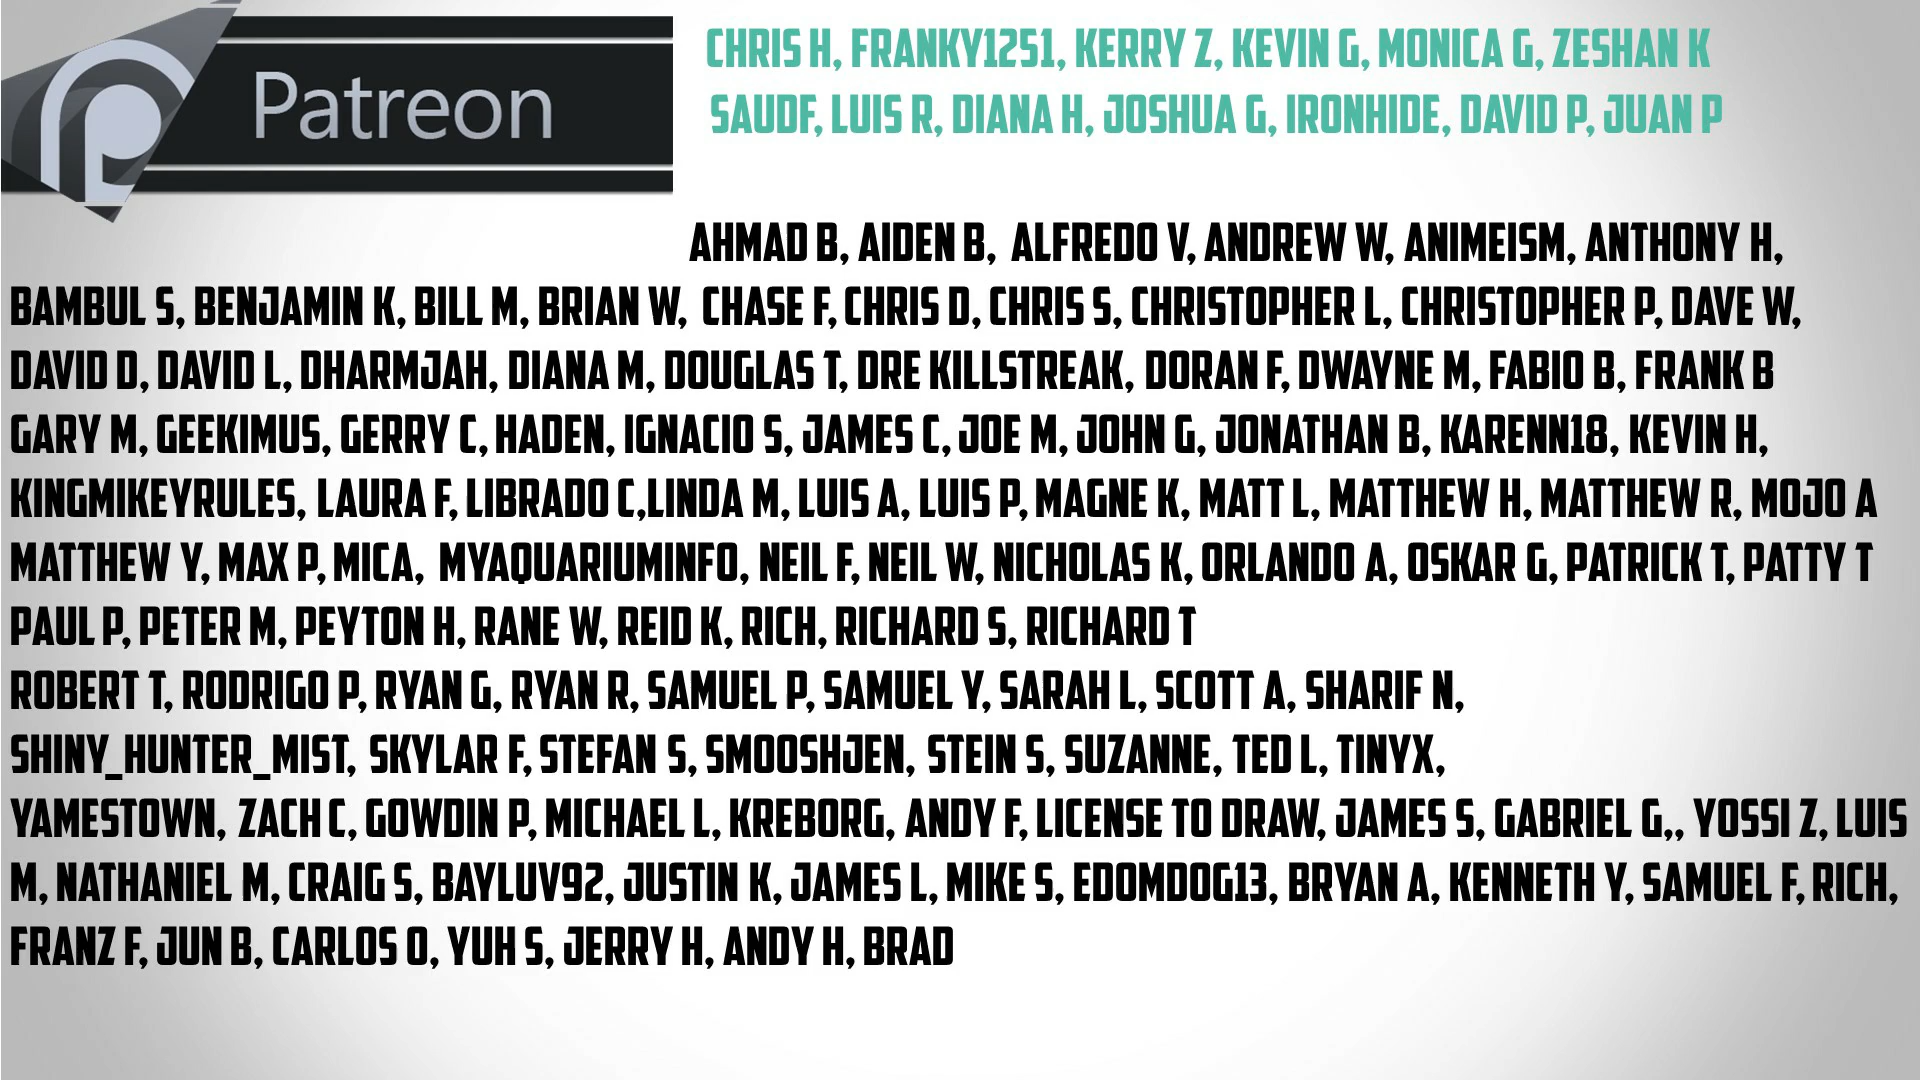 Patreon
CHRIS H, FRANKY1251, KERRY Z, KEVIN G, MONICA G, ZESHAN K
SAUDF, LUIS R, DIANA H, JOSHUA G, IRONHIDE, DAVID P, JUAN P
AHMAD B, AIDEN B, ALFREDO V, ANDREW W, ANIMEISM, ANTHONY H,
BAMBUL S, BENJAMIN K, BILL M, BRIAN W, CHASE F, CHRIS D, CHRIS S, CHRISTOPHER L, CHRISTOPHER P, DAVE W,
DAVID D, DAVID L, DHARMJAH, DIANA M, DOUGLAS T, DRE KILLSTREAK, DORAN F, DWAYNE M, FABIO B, FRANK B
GARY M, GEEKIMUS, GERRY C, HADEN, IGNACIO S, JAMES C, JOE M, JOHN G, JONATHAN B, KARENN18, KEVIN H,
KINGMIKEYRULES, LAURA F, LIBRADO C,LINDA M, LUIS A, LUIS P, MAGNE K, MATT L, MATTHEW H, MATTHEW R, MOJO A
MATTHEW Y, MAX P, MICA, MYAQUARIUMINFO, NEIL F, NEIL W, NICHOLAS K, ORLANDO A, OSKAR G, PATRICK T, PATTY T
PAUL P, PETER M, PEYTON H, RANE W, REID K, RICH, RICHARD S, RICHARD T
ROBERT T, RODRIGO P, RYAN G, RYAN R, SAMUEL P, SAMUEL Y, SARAH L, SCOTT A, SHARIF N,
SHINY_HUNTER_MIST, SKYLAR F, STEFAN S, SMOOSHJEN, STEIN S, SUZANNE, TED L, TINYX,
YAMESTOWN, ZACH C, GOWDIN P, MICHAEL L, KREBORG, ANDY F, LICENSE TO DRAW, JAMES S, GABRIEL G,, YOSSI Z, LUIS
M, NATHANIEL M, CRAIG S, BAYLUV92, JUSTIN K, JAMES L, MIKE S, EDOMDOG13, BRYAN A, KENNETH Y, SAMUEL F, RICH,
FRANZ F, JUN B, CARLOS O, YUH S, JERRY H, ANDY H, BRAD